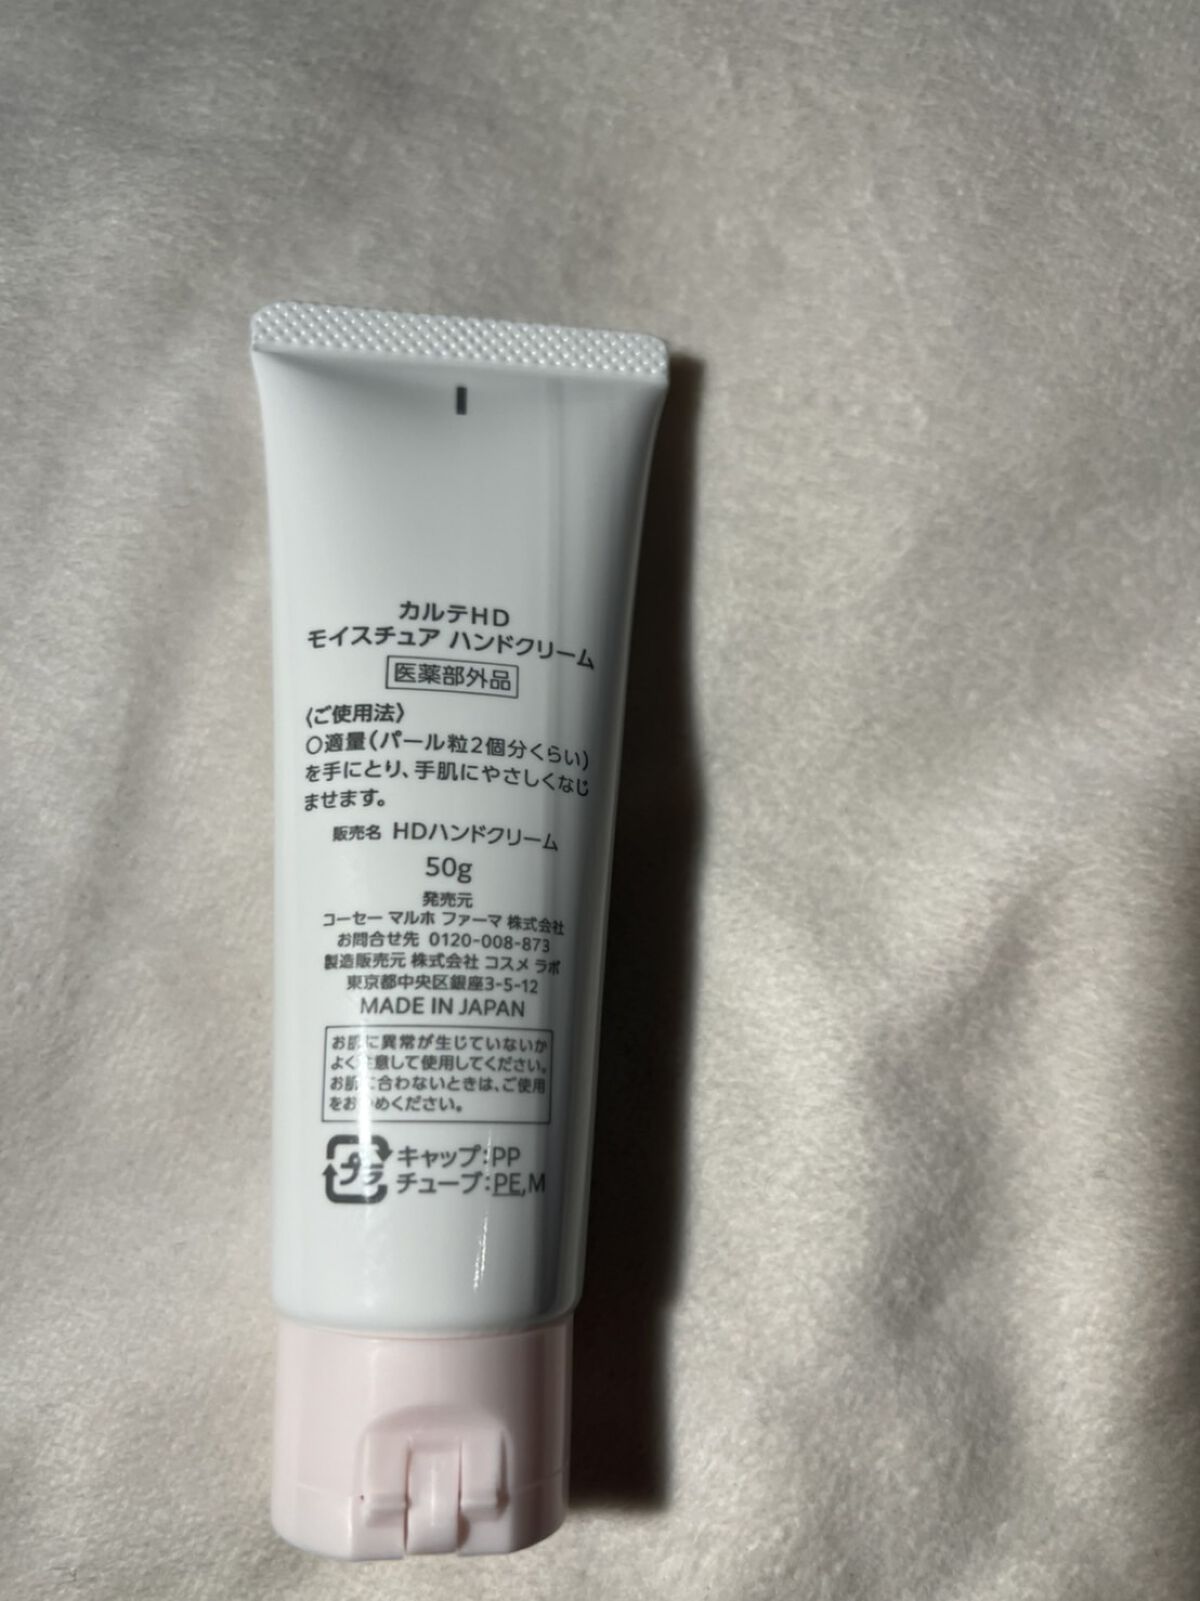 カルテHD
モイスチュア ハンドクリーム
医薬部外品
〈ご使用法〉
○適量(パール粒2個分くらい)
を手にとり、手肌にやさしくなじ
ませます。
販売名 HDハンドクリーム
50g
発売元
コーセー マルホ ファーマ 株式会社
お問合せ先 0120-008-873
製造販売元 株式会社 コスメ ラボ
東京都中央区銀座3-5-12
MADE IN JAPAN
お肌に異常が生じていないか
よく注意して使用してください。
お肌に合わないときは、ご使用
をおやめください。
プラ キャップ:PP
チューブ:PE,M